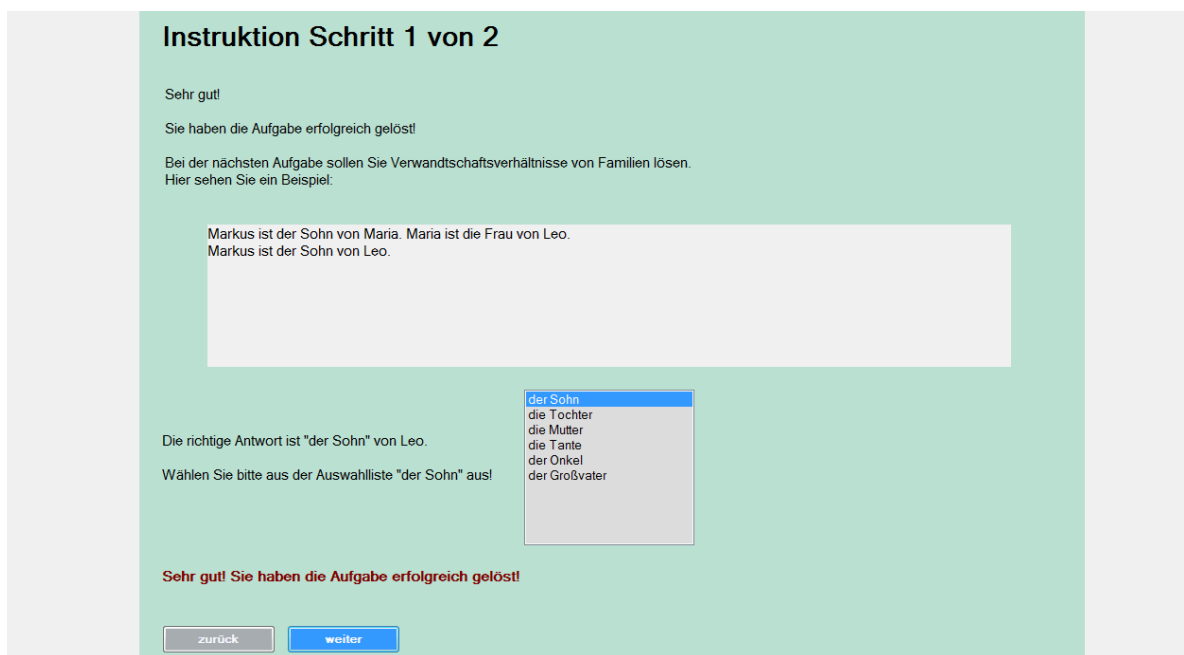 Instruktion Schritt 1 von 2
Sehr gut!
Sie haben die Aufgabe erfolgreich gelöst!
Bei der nächsten Aufgabe sollen Sie Verwandtschaftsverhältnisse von Familien lösen.
Hier sehen Sie ein Beispiel:
Markus ist der Sohn von Maria. Maria ist die Frau von Leo.
Markus ist der Sohn von Leo.
Die richtige Antwort ist "der Sohn" von Leo.
Wählen Sie bitte aus der Auswahlliste "der Sohn" aus!
der Sohn
die Tochter
die Mutter
die Tante
der Onkel
der Großvater
Sehr gut! Sie haben die Aufgabe erfolgreich gelöst!
zurück
weiter